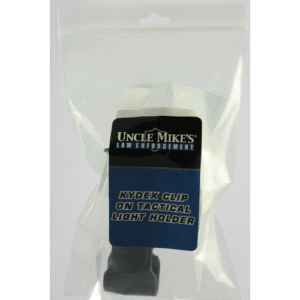 UNCLE MIKE'S
LAW ENFORCEMENT
KYDEX CLIP
ON TACTICAL
LIGHT HOLDER